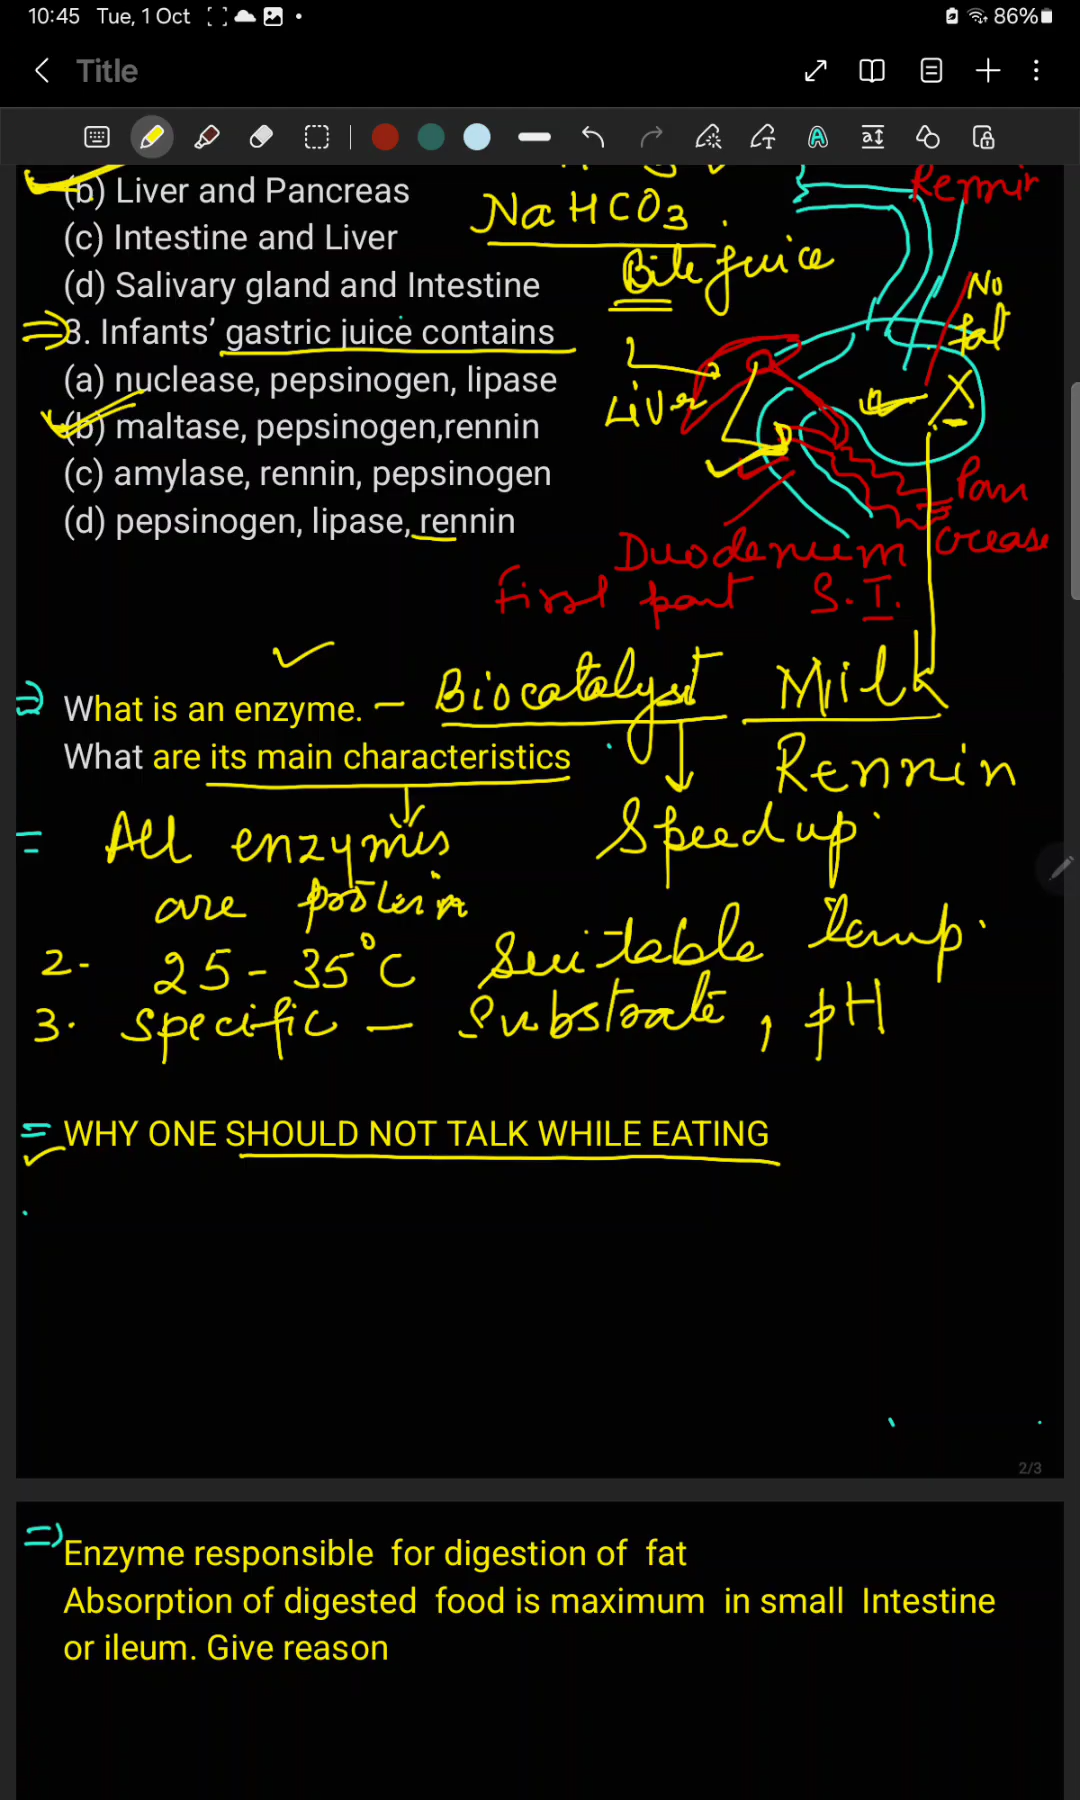 10:45 Tue, 1 Oct
86%
Title
Rennin
(b) Liver and Pancreas
NaHCO3.
(c) Intestine and Liver
Bile juice
(d) Salivary gland and Intestine
No
fat
8. Infants’ gastric juice contains
(a) nuclease, pepsinogen, lipase
Liver
X
(b) maltase, pepsinogen,rennin
(c) amylase, rennin, pepsinogen
Pan
crease
(d) pepsinogen, lipase, rennin
Duodenum
First part S.I.
What is an enzyme. – Biocatalyst
Milk
What are its main characteristics
Rennin
All enzymes
Speed up
are protein
2- 25 - 35°C Suitable temp.
3. Specific – Substrate, pH
= WHY ONE SHOULD NOT TALK WHILE EATING
2/3
=) Enzyme responsible for digestion of fat
Absorption of digested food is maximum in small Intestine
or ileum. Give reason